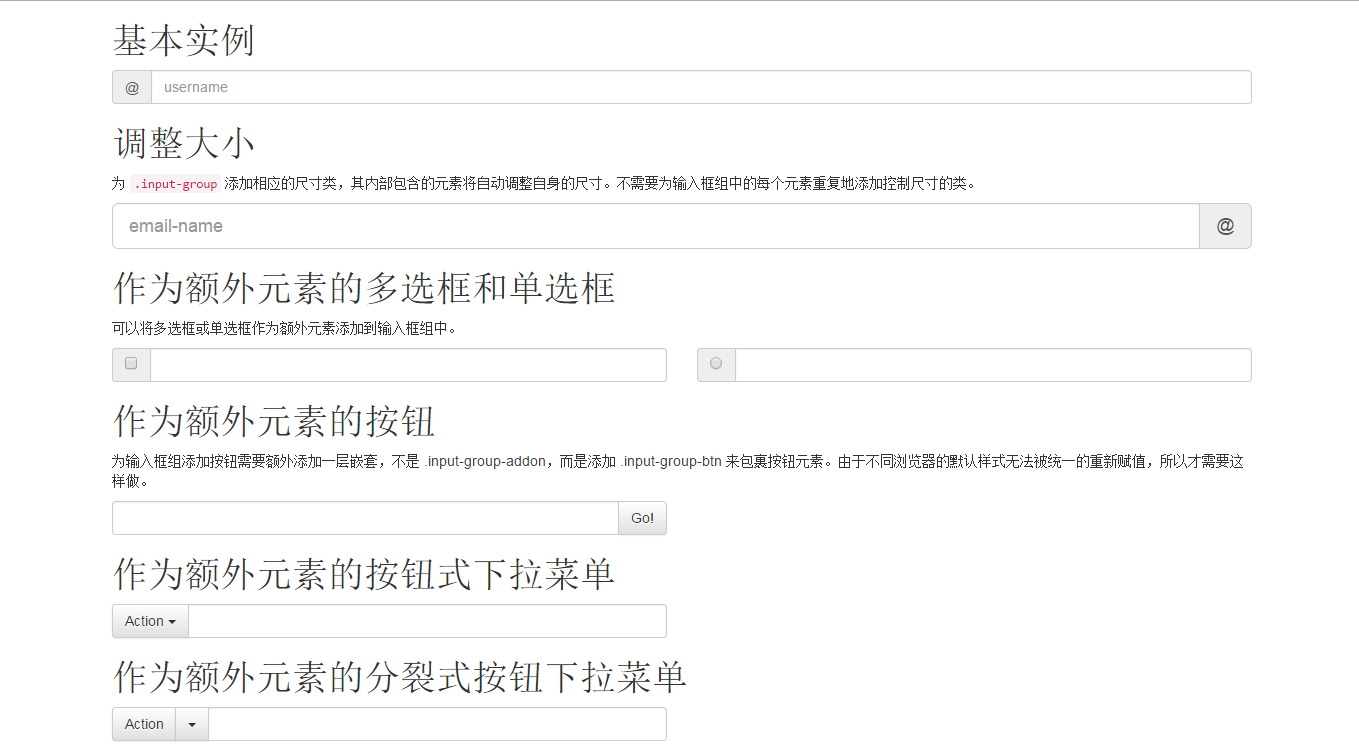 基本实例
@ username
调整大小
为 .input-group 添加相应的尺寸类，其内部包含的元素将自动调整自身的尺寸。不需要为输入框组中的每个元素重复地添加控制尺寸的类。
email-name @
作为额外元素的多选框和单选框
可以将多选框或单选框作为额外元素添加到输入框组中。
作为额外元素的按钮
为输入框组添加按钮需要额外添加一层嵌套，不是 .input-group-addon，而是添加 .input-group-btn 来包裹按钮元素。由于不同浏览器的默认样式无法被统一的重新赋值，所以才需要这
样做。
Go!
作为额外元素的按钮式下拉菜单
Action
作为额外元素的分裂式按钮下拉菜单
Action